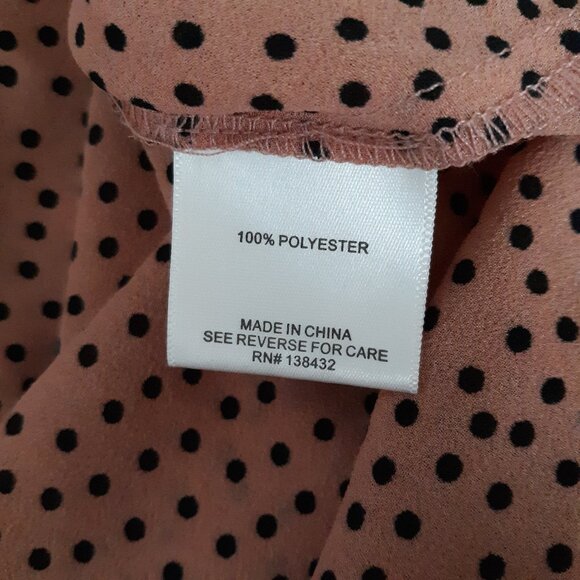 100% POLYESTER
MADE IN CHINA
SEE REVERSE FOR CARE
RN# 138432